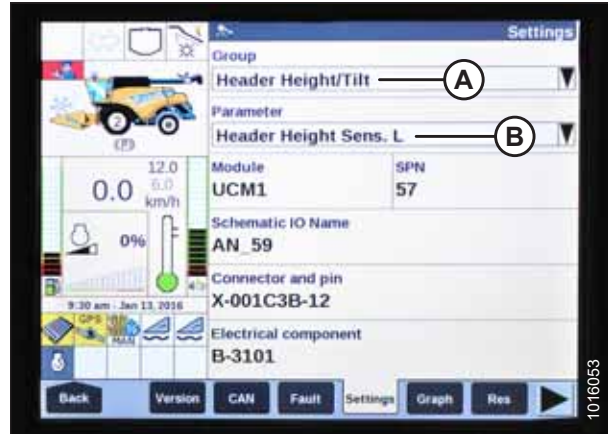 Settings
Group
Header Height/Tilt
A
Parameter
Header Height Sens. L
B
2
(P)
12.0
6.0
0.0 km/h
0%
9:30 am - Jan 13, 2016
GPS
MAN
Module
UCM1
SPN
57
Schematic IO Name
AN_59
Connector and pin
X-001C3B-12
Electrical component
B-3101
Back
Version
CAN
Fault
Settings
Graph
Res
1016053